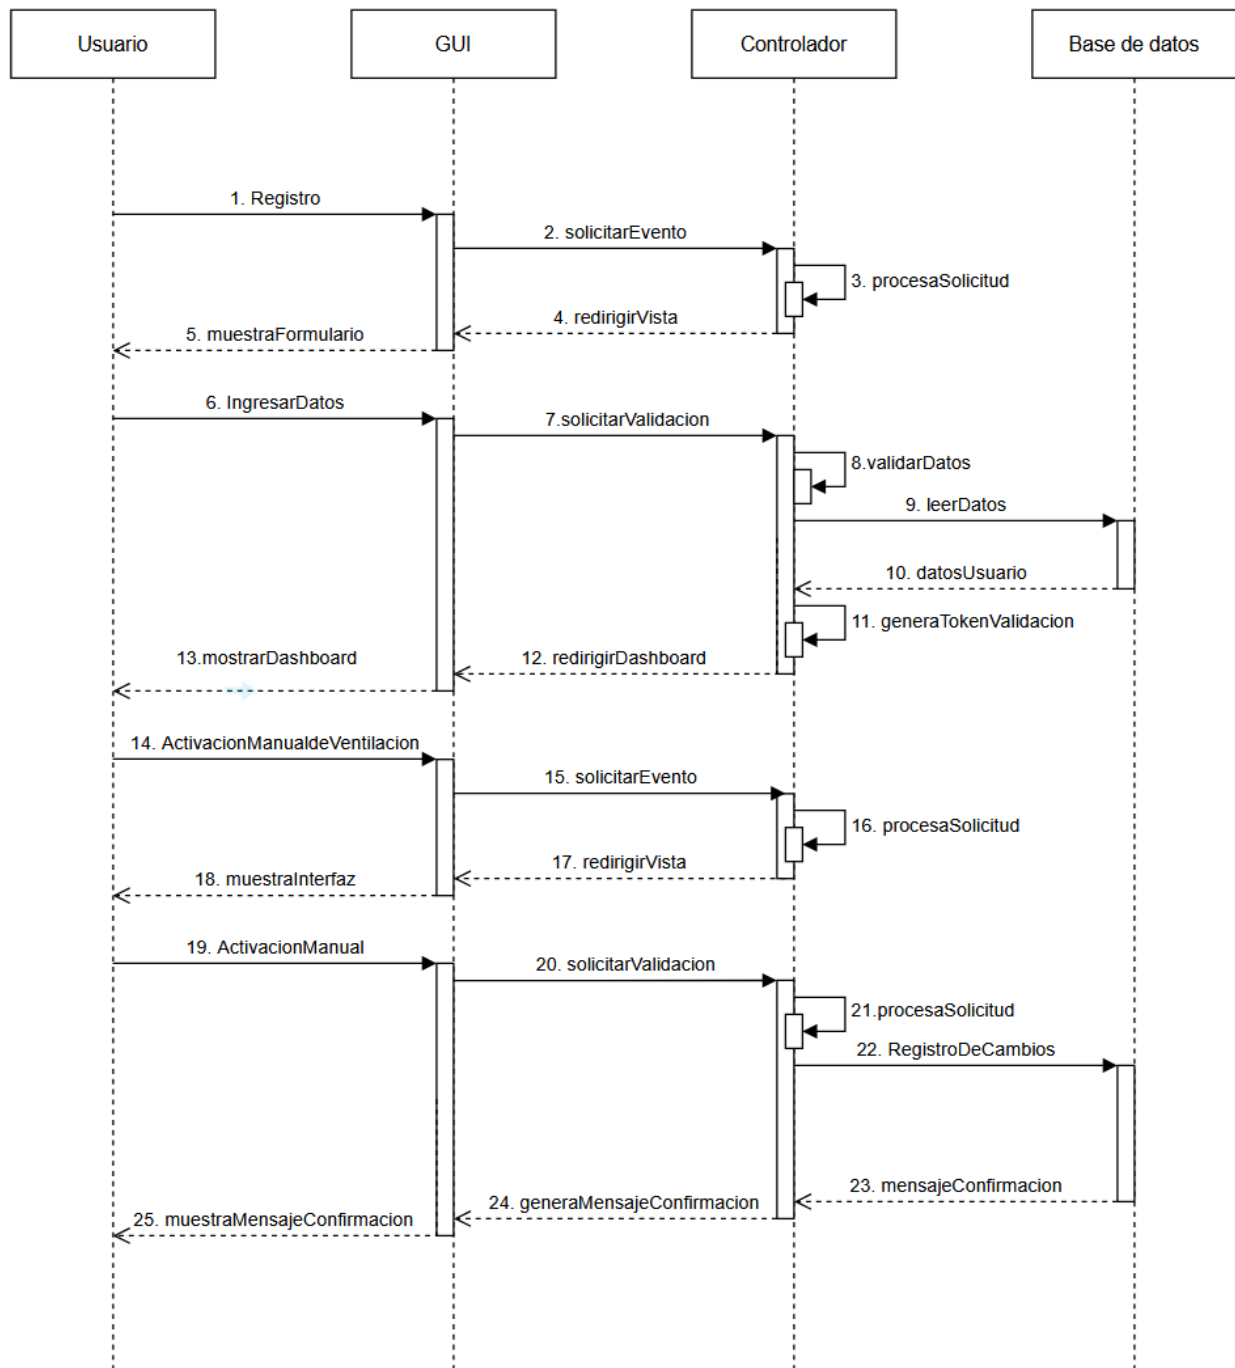 Usuario
GUI
Controlador
Base de datos
1. Registro
2. solicitarEvento
3. procesaSolicitud
4. redirigirVista
5. muestraFormulario
6. IngresarDatos
7.solicitarValidacion
8.validarDatos
9. leerDatos
10. datosUsuario
11. generaTokenValidacion
12. redirigirDashboard
13.mostrarDashboard
14. ActivacionManualdeVentilacion
15. solicitarEvento
16. procesaSolicitud
17. redirigirVista
18. muestraInterfaz
19. ActivacionManual
20. solicitarValidacion
21.procesaSolicitud
22. RegistroDeCambios
23. mensajeConfirmacion
24. generaMensajeConfirmacion
25. muestraMensajeConfirmacion